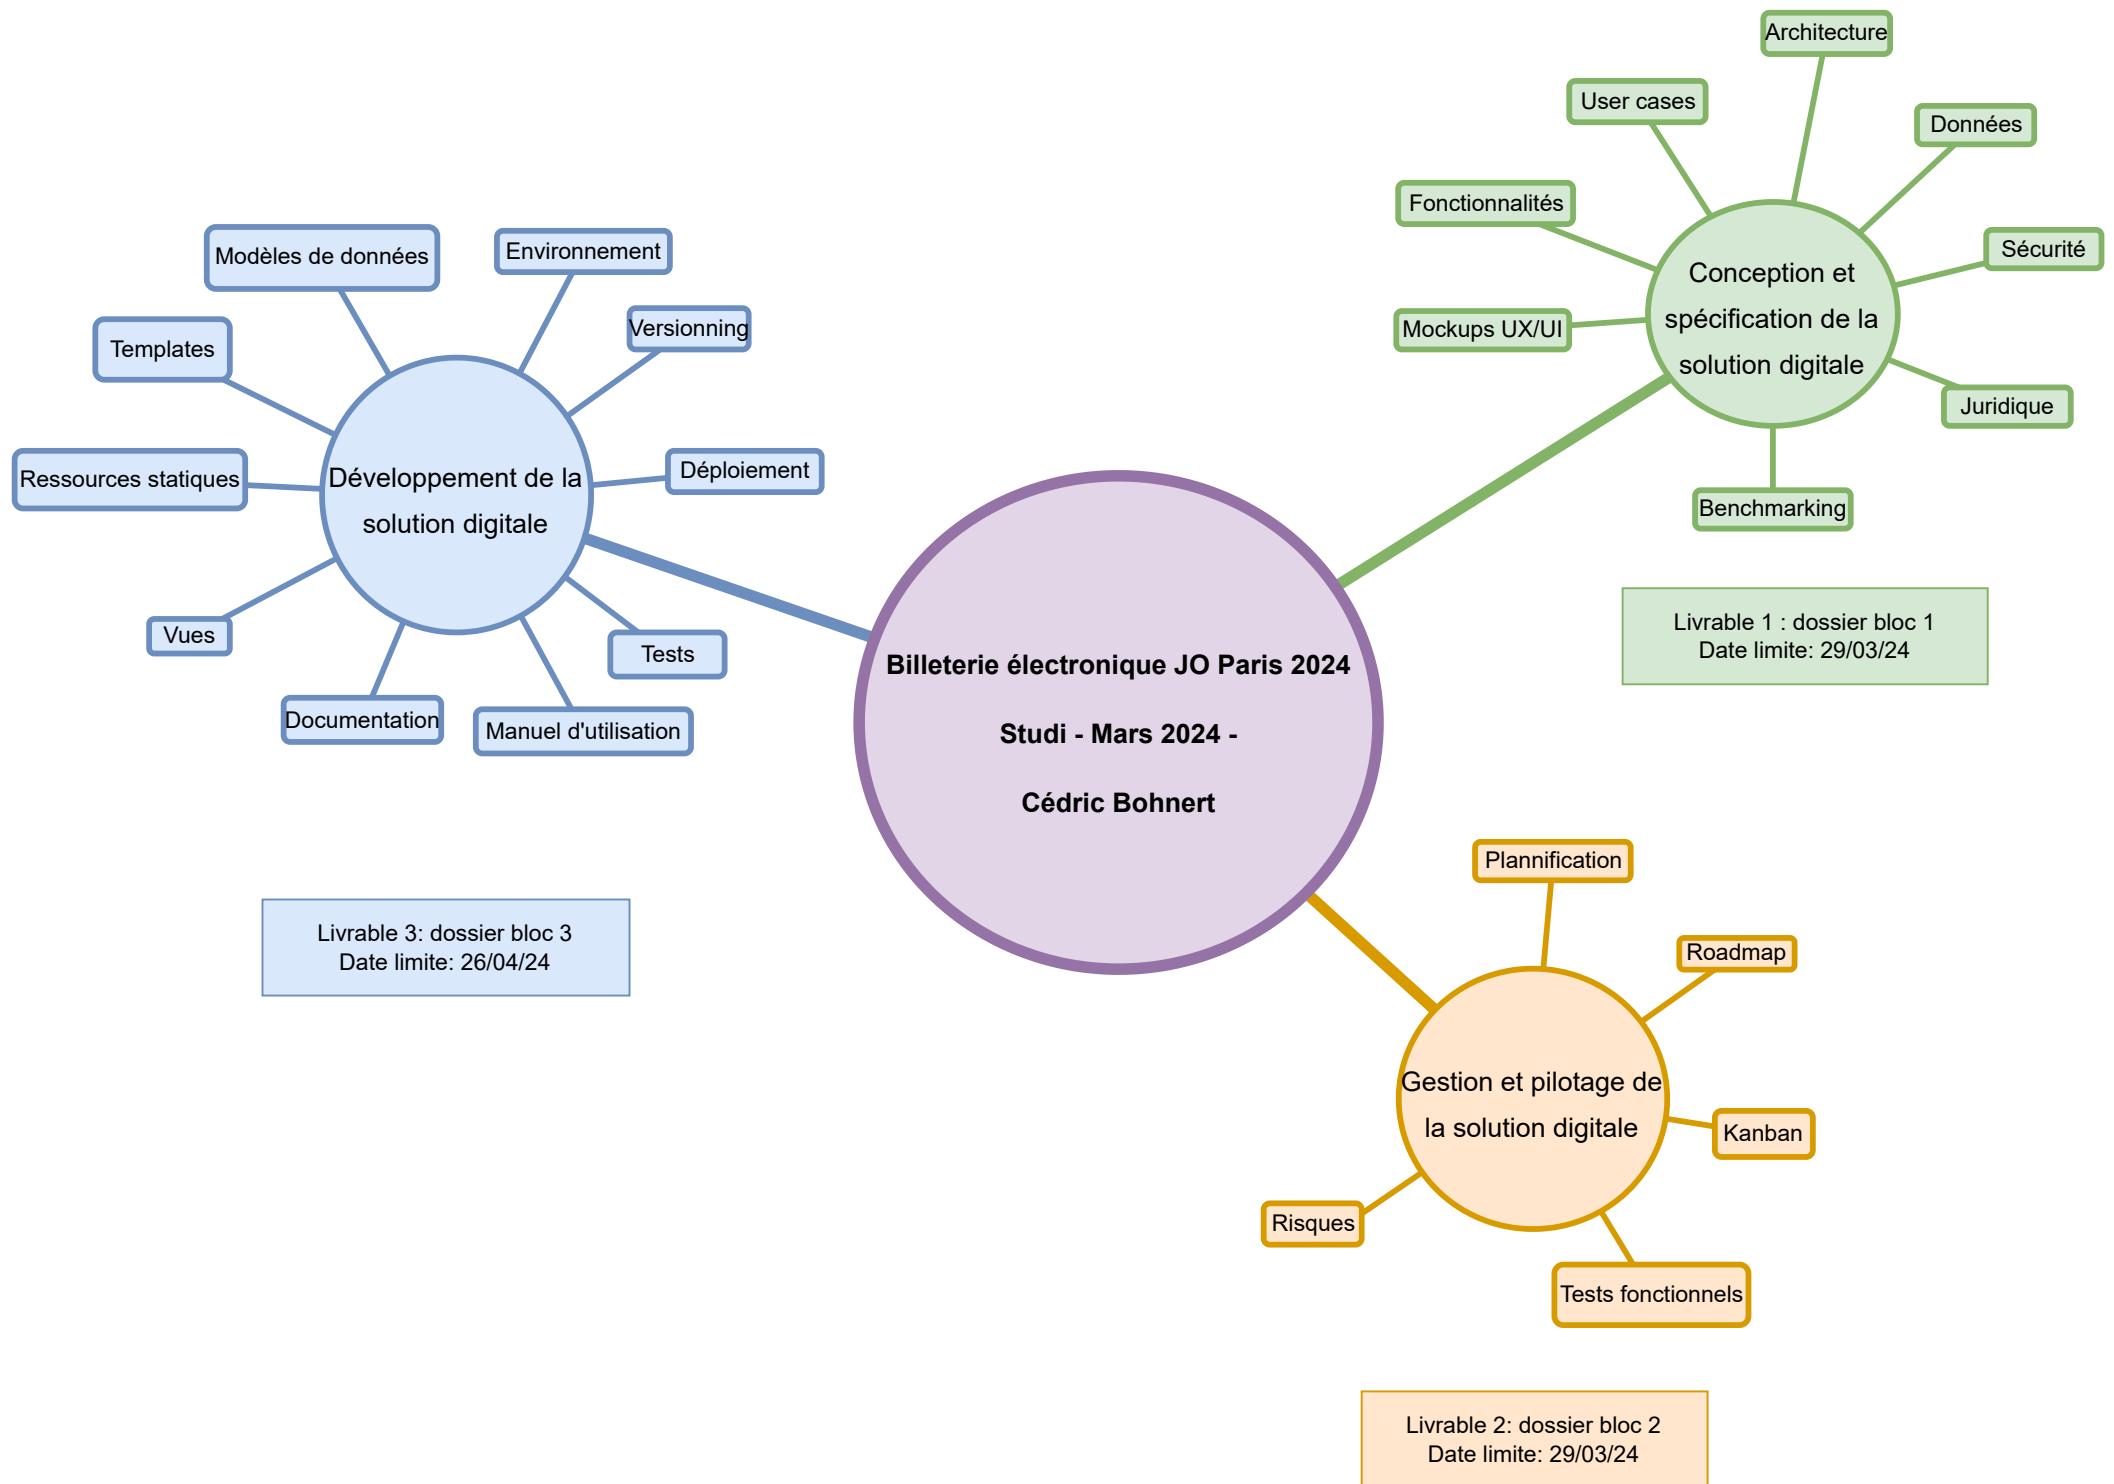 Architecture
User cases
Données
Fonctionnalités
Sécurité
Mockups UX/UI
Conception et
spécification de la
solution digitale
Juridique
Benchmarking
Livrable 1 : dossier bloc 1
Date limite: 29/03/24
Modèles de données
Environnement
Versionning
Templates
Ressources statiques
Développement de la
solution digitale
Déploiement
Vues
Tests
Documentation
Manuel d'utilisation
Livrable 3: dossier bloc 3
Date limite: 26/04/24
Billeterie électronique JO Paris 2024
Studi - Mars 2024 -
Cédric Bohnert
Plannification
Roadmap
Gestion et pilotage de
la solution digitale
Kanban
Risques
Tests fonctionnels
Livrable 2: dossier bloc 2
Date limite: 29/03/24